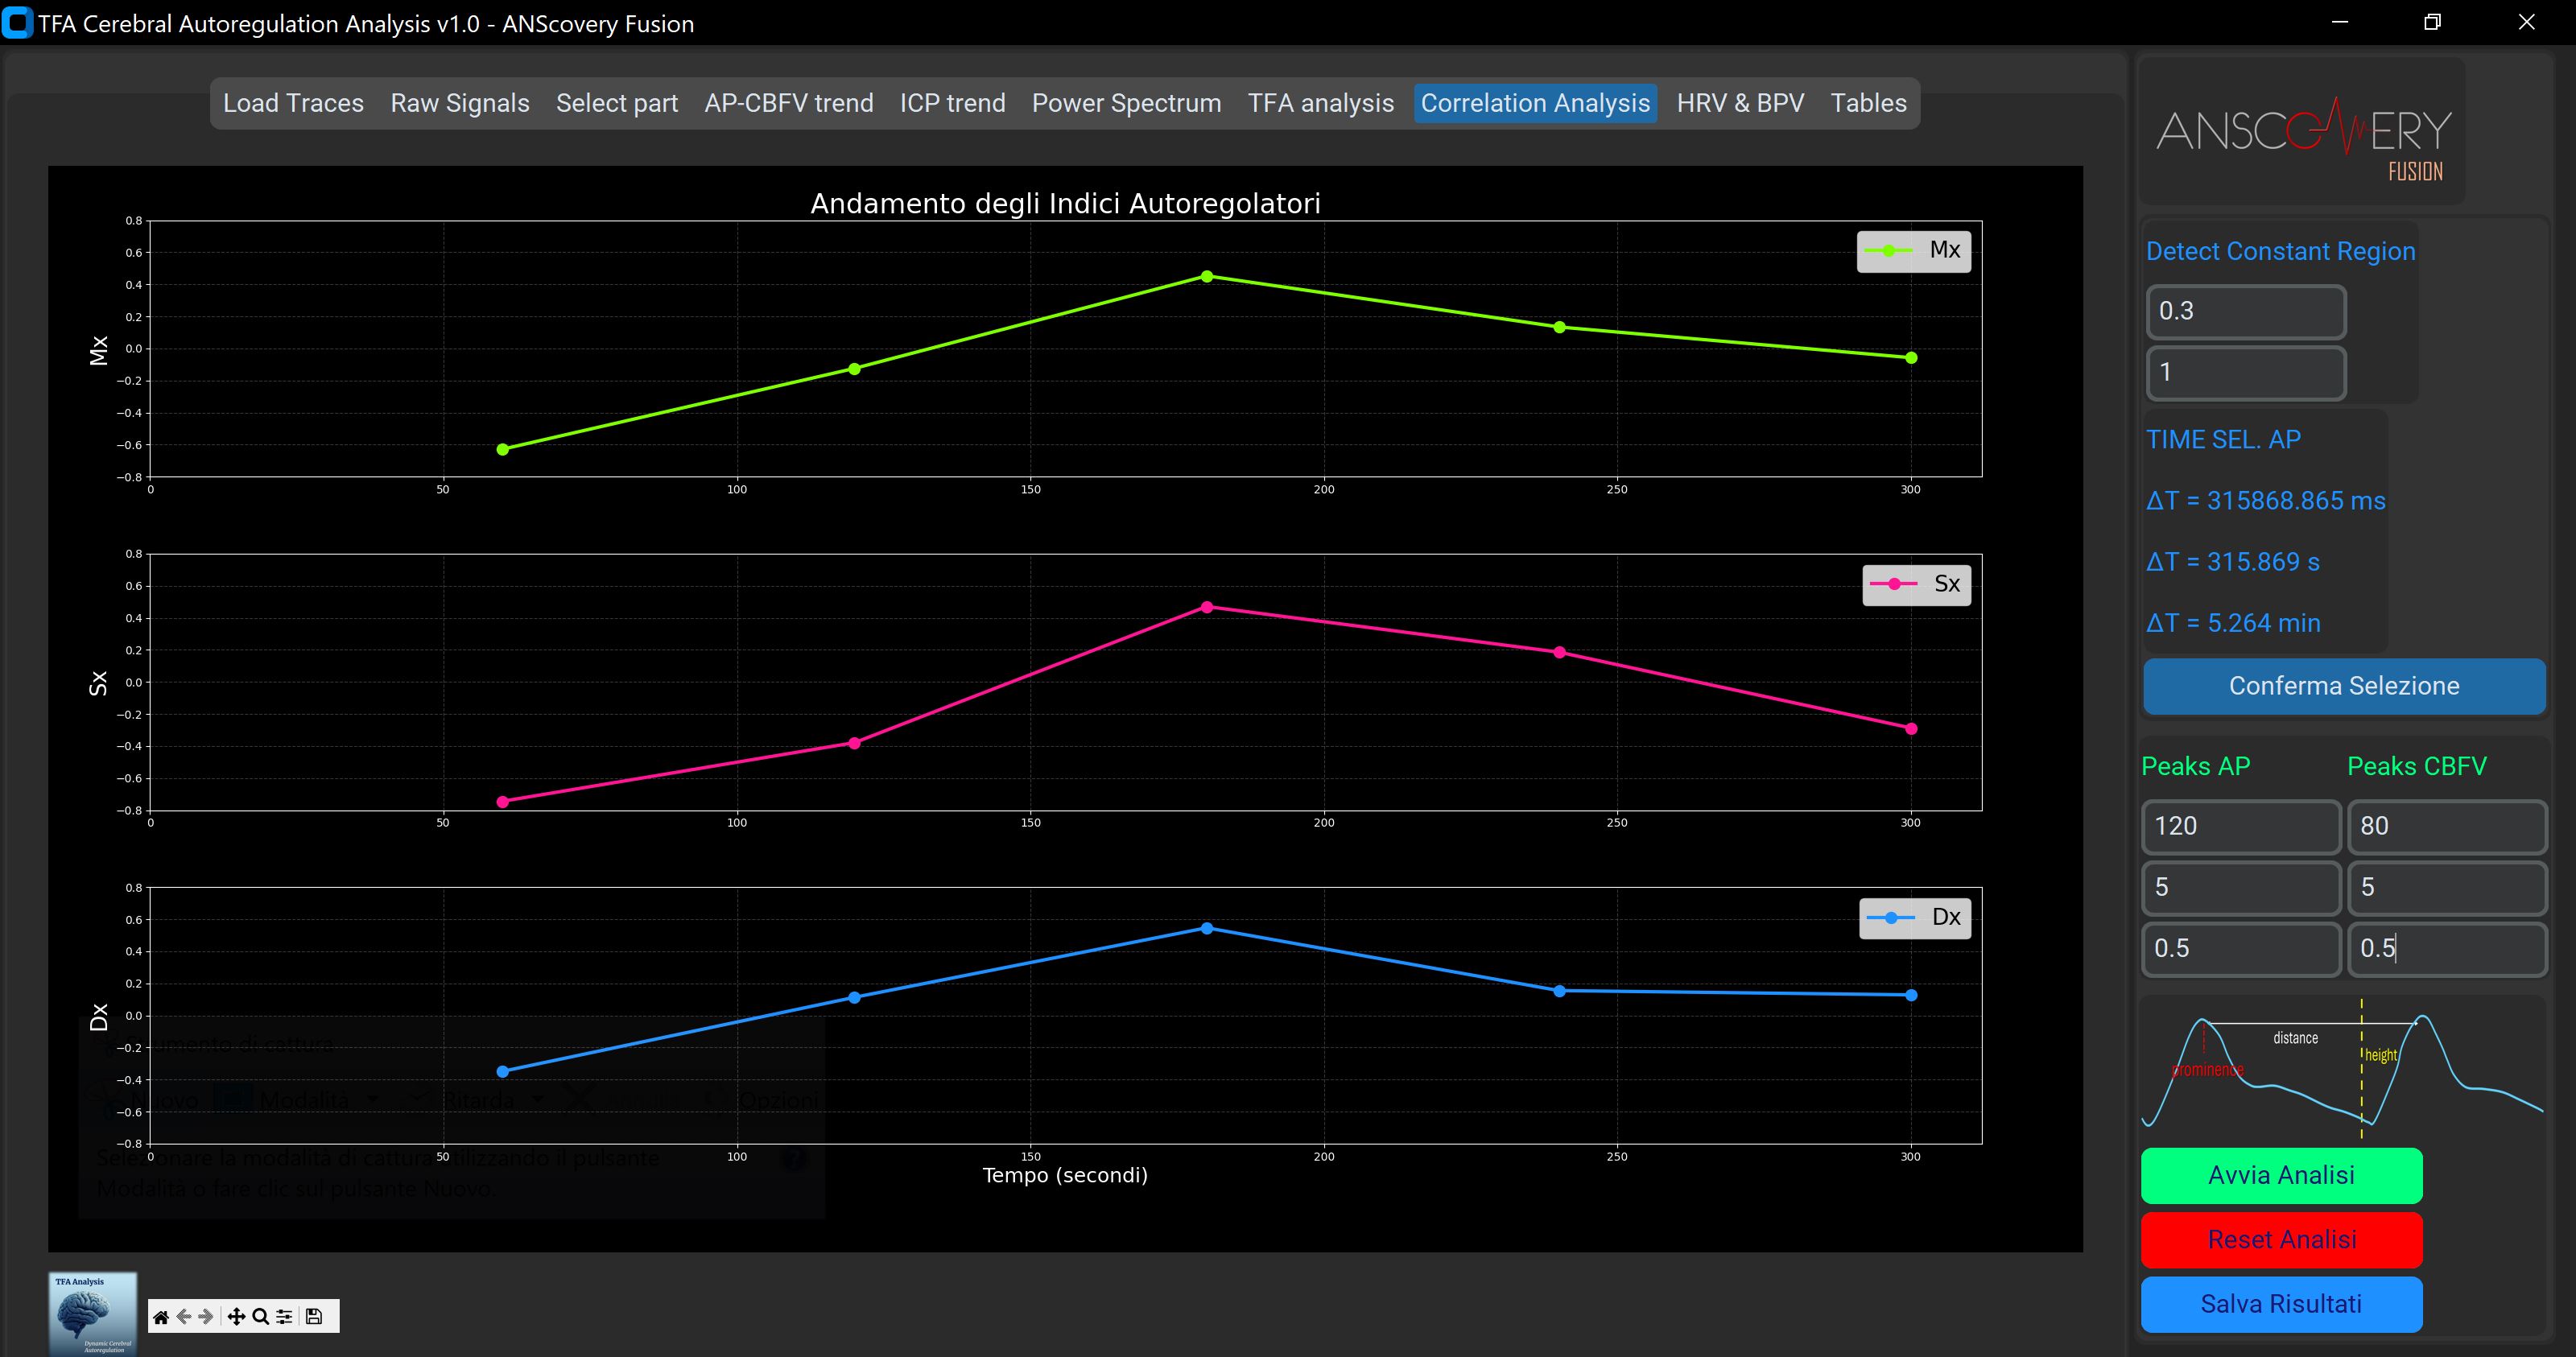 TFA Cerebral Autoregulation Analysis v1.0 - ANScovery Fusion
Load Traces Raw Signals Select part AP-CBFV trend ICP trend Power Spectrum TFA analysis Correlation Analysis HRV & BPV Tables
Andamento degli Indici Autoregolatori
Mx
0.8
0.6
0.4
0.2
0.0
−0.2
−0.4
−0.6
−0.8
0 50 100 150 200 250 300
Mx
Sx
0.8
0.6
0.4
0.2
0.0
−0.2
−0.4
−0.6
−0.8
0 50 100 150 200 250 300
Sx
Dx
0.8
0.6
0.4
0.2
0.0
−0.2
−0.4
−0.6
−0.8
0 50 100 150 200 250 300
Dx
Tempo (secondi)
di cattura
Nuovo Modalità Ritarda Opzioni
Selezionare la modalità di cattura utilizzando il pulsante
Modalità o fare clic sul pulsante Nuovo.
TFA Analysis
Dynamic Cerebral
Autoregulation
ANSCOVERY
FUSION
Detect Constant Region
0.3
1
TIME SEL. AP
ΔT = 315868.865 ms
ΔT = 315.869 s
ΔT = 5.264 min
Conferma Selezione
Peaks AP Peaks CBFV
120 80
5 5
0.5 0.5
distance
height
prominence
Avvia Analisi
Reset Analisi
Salva Risultati